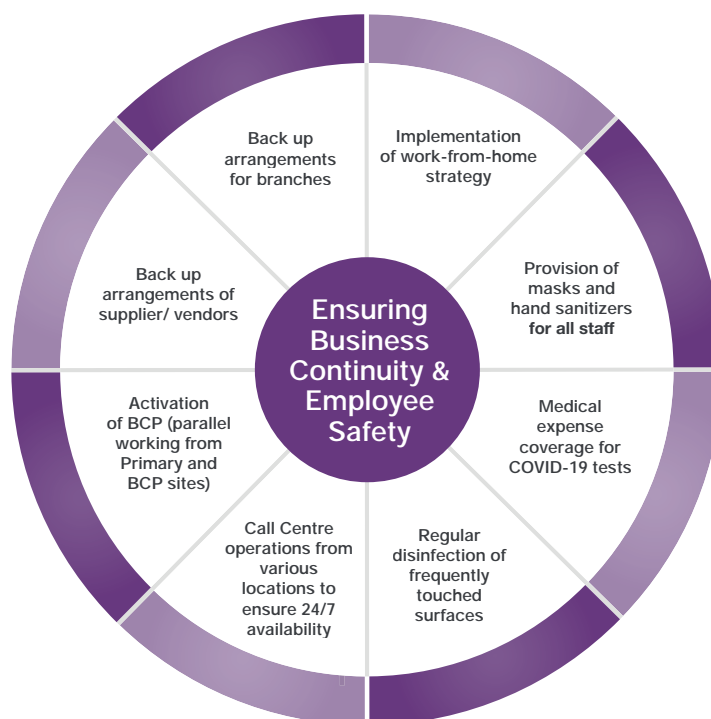 Ensuring
Business
Continuity &
Employee
Safety
Implementation
of work-from-home
strategy
Provision of
masks and
hand sanitizers
for all staff
Medical
expense
coverage for
COVID-19 tests
Regular
disinfection of
frequently
touched
surfaces
Call Centre
operations from
various
locations to
ensure 24/7
availability
Activation
of BCP (parallel
working from
Primary and
BCP sites)
Back up
arrangements of
supplier/ vendors
Back up
arrangements
for branches